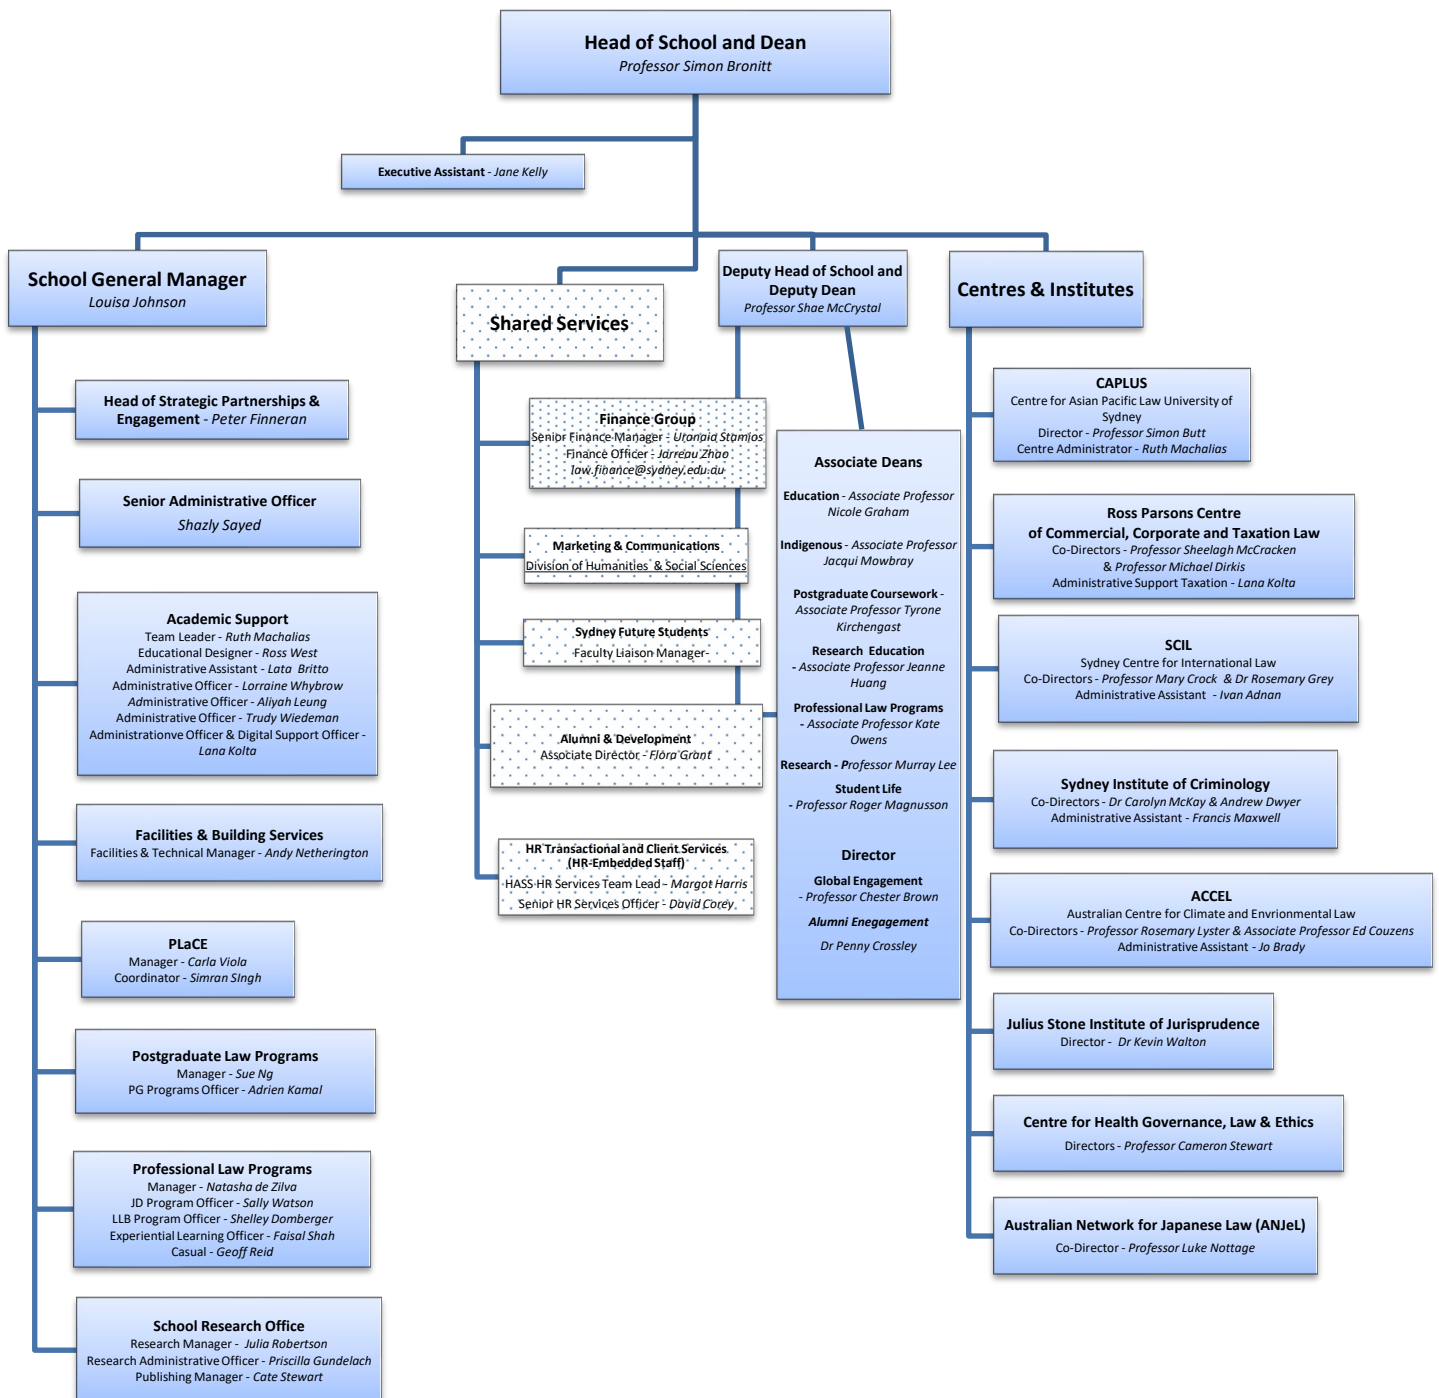 Head of School and Dean
Professor Simon Bronitt
Executive Assistant - Jane Kelly
School General Manager
Louisa Johnson
Head of Strategic Partnerships &
Engagement - Peter Finneran
Senior Administrative Officer
Shazly Sayed
Academic Support
Team Leader - Ruth Machalias
Educational Designer - Ross West
Administrative Assistant - Lata Britto
Administrative Officer - Lorraine Whybrow
Administrative Officer - Aliyah Leung
Administrative Officer - Trudy Wiedeman
Administrationve Officer & Digital Support Officer -
Lana Kolta
Facilities & Building Services
Facilities & Technical Manager - Andy Netherington
PLaCE
Manager - Carla Viola
Coordinator - Simran SIngh
Postgraduate Law Programs
Manager - Sue Ng
PG Programs Officer - Adrien Kamal
Professional Law Programs
Manager - Natasha de Zilva
JD Program Officer - Sally Watson
LLB Program Officer - Shelley Domberger
Experiential Learning Officer - Faisal Shah
Casual - Geoff Reid
School Research Office
Research Manager - Julia Robertson
Research Administrative Officer - Priscilla Gundelach
Publishing Manager - Cate Stewart
Shared Services
Finance Group
Senior Finance Manager - Urania Stamios
Finance Officer - Jarreau Zhao
law.finance@sydney.edu.au
Marketing & Communications
Division of Humanities & Social Sciences
Sydney Future Students
Faculty Liaison Manager-
Alumni & Development
Associate Director - Flora Grant
HR Transactional and Client Services
(HR-Embedded Staff)
HASS HR Services Team Lead - Margot Harris
Senior HR Services Officer - David Corey
Deputy Head of School and
Deputy Dean
Professor Shae McCrystal
Associate Deans
Education - Associate Professor
Nicole Graham
Indigenous - Associate Professor
Jacqui Mowbray
Postgraduate Coursework -
Associate Professor Tyrone
Kirchengast
Research Education
- Associate Professor Jeanne
Huang
Professional Law Programs
- Associate Professor Kate
Owens
Research - Professor Murray Lee
Student Life
- Professor Roger Magnusson
Director
Global Engagement
- Professor Chester Brown
Alumni Enegagement
Dr Penny Crossley
Centres & Institutes
CAPLUS
Centre for Asian Pacific Law University of
Sydney
Director - Professor Simon Butt
Centre Administrator - Ruth Machalias
Ross Parsons Centre
of Commercial, Corporate and Taxation Law
Co-Directors - Professor Sheelagh McCracken
& Professor Michael Dirkis
Administrative Support Taxation - Lana Kolta
SCIL
Sydney Centre for International Law
Co-Directors - Professor Mary Crock & Dr Rosemary Grey
Administrative Assistant - Ivan Adnan
Sydney Institute of Criminology
Co-Directors - Dr Carolyn McKay & Andrew Dwyer
Administrative Assistant - Francis Maxwell
ACCEL
Australian Centre for Climate and Envrionmental Law
Co-Directors - Professor Rosemary Lyster & Associate Professor Ed Couzens
Administrative Assistant - Jo Brady
Julius Stone Institute of Jurisprudence
Director - Dr Kevin Walton
Centre for Health Governance, Law & Ethics
Directors - Professor Cameron Stewart
Australian Network for Japanese Law (ANJeL)
Co-Director - Professor Luke Nottage